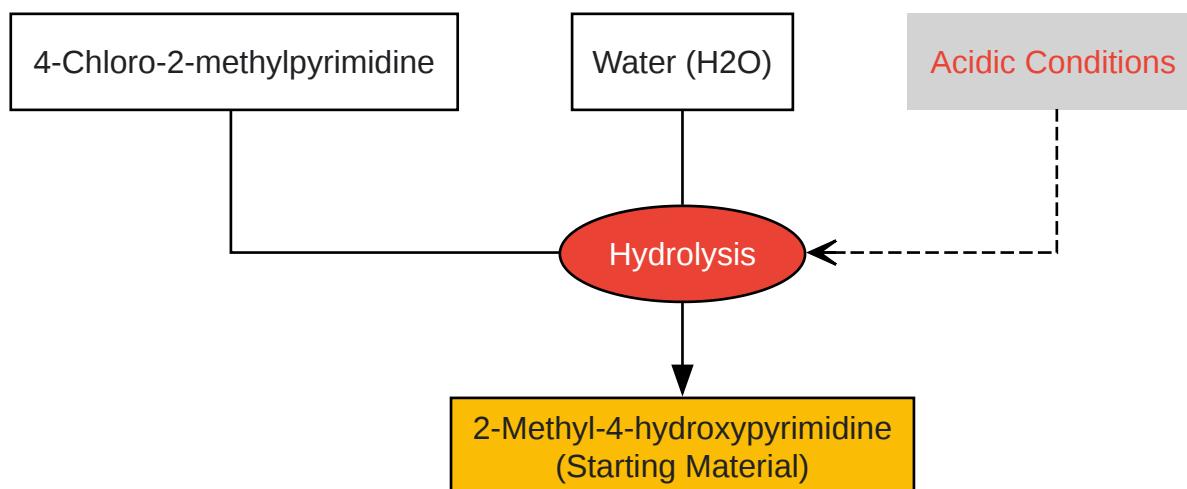 4-Chloro-2-methylpyrimidine
Water (H2O)
Acidic Conditions
Hydrolysis
2-Methyl-4-hydroxypyrimidine
(Starting Material)